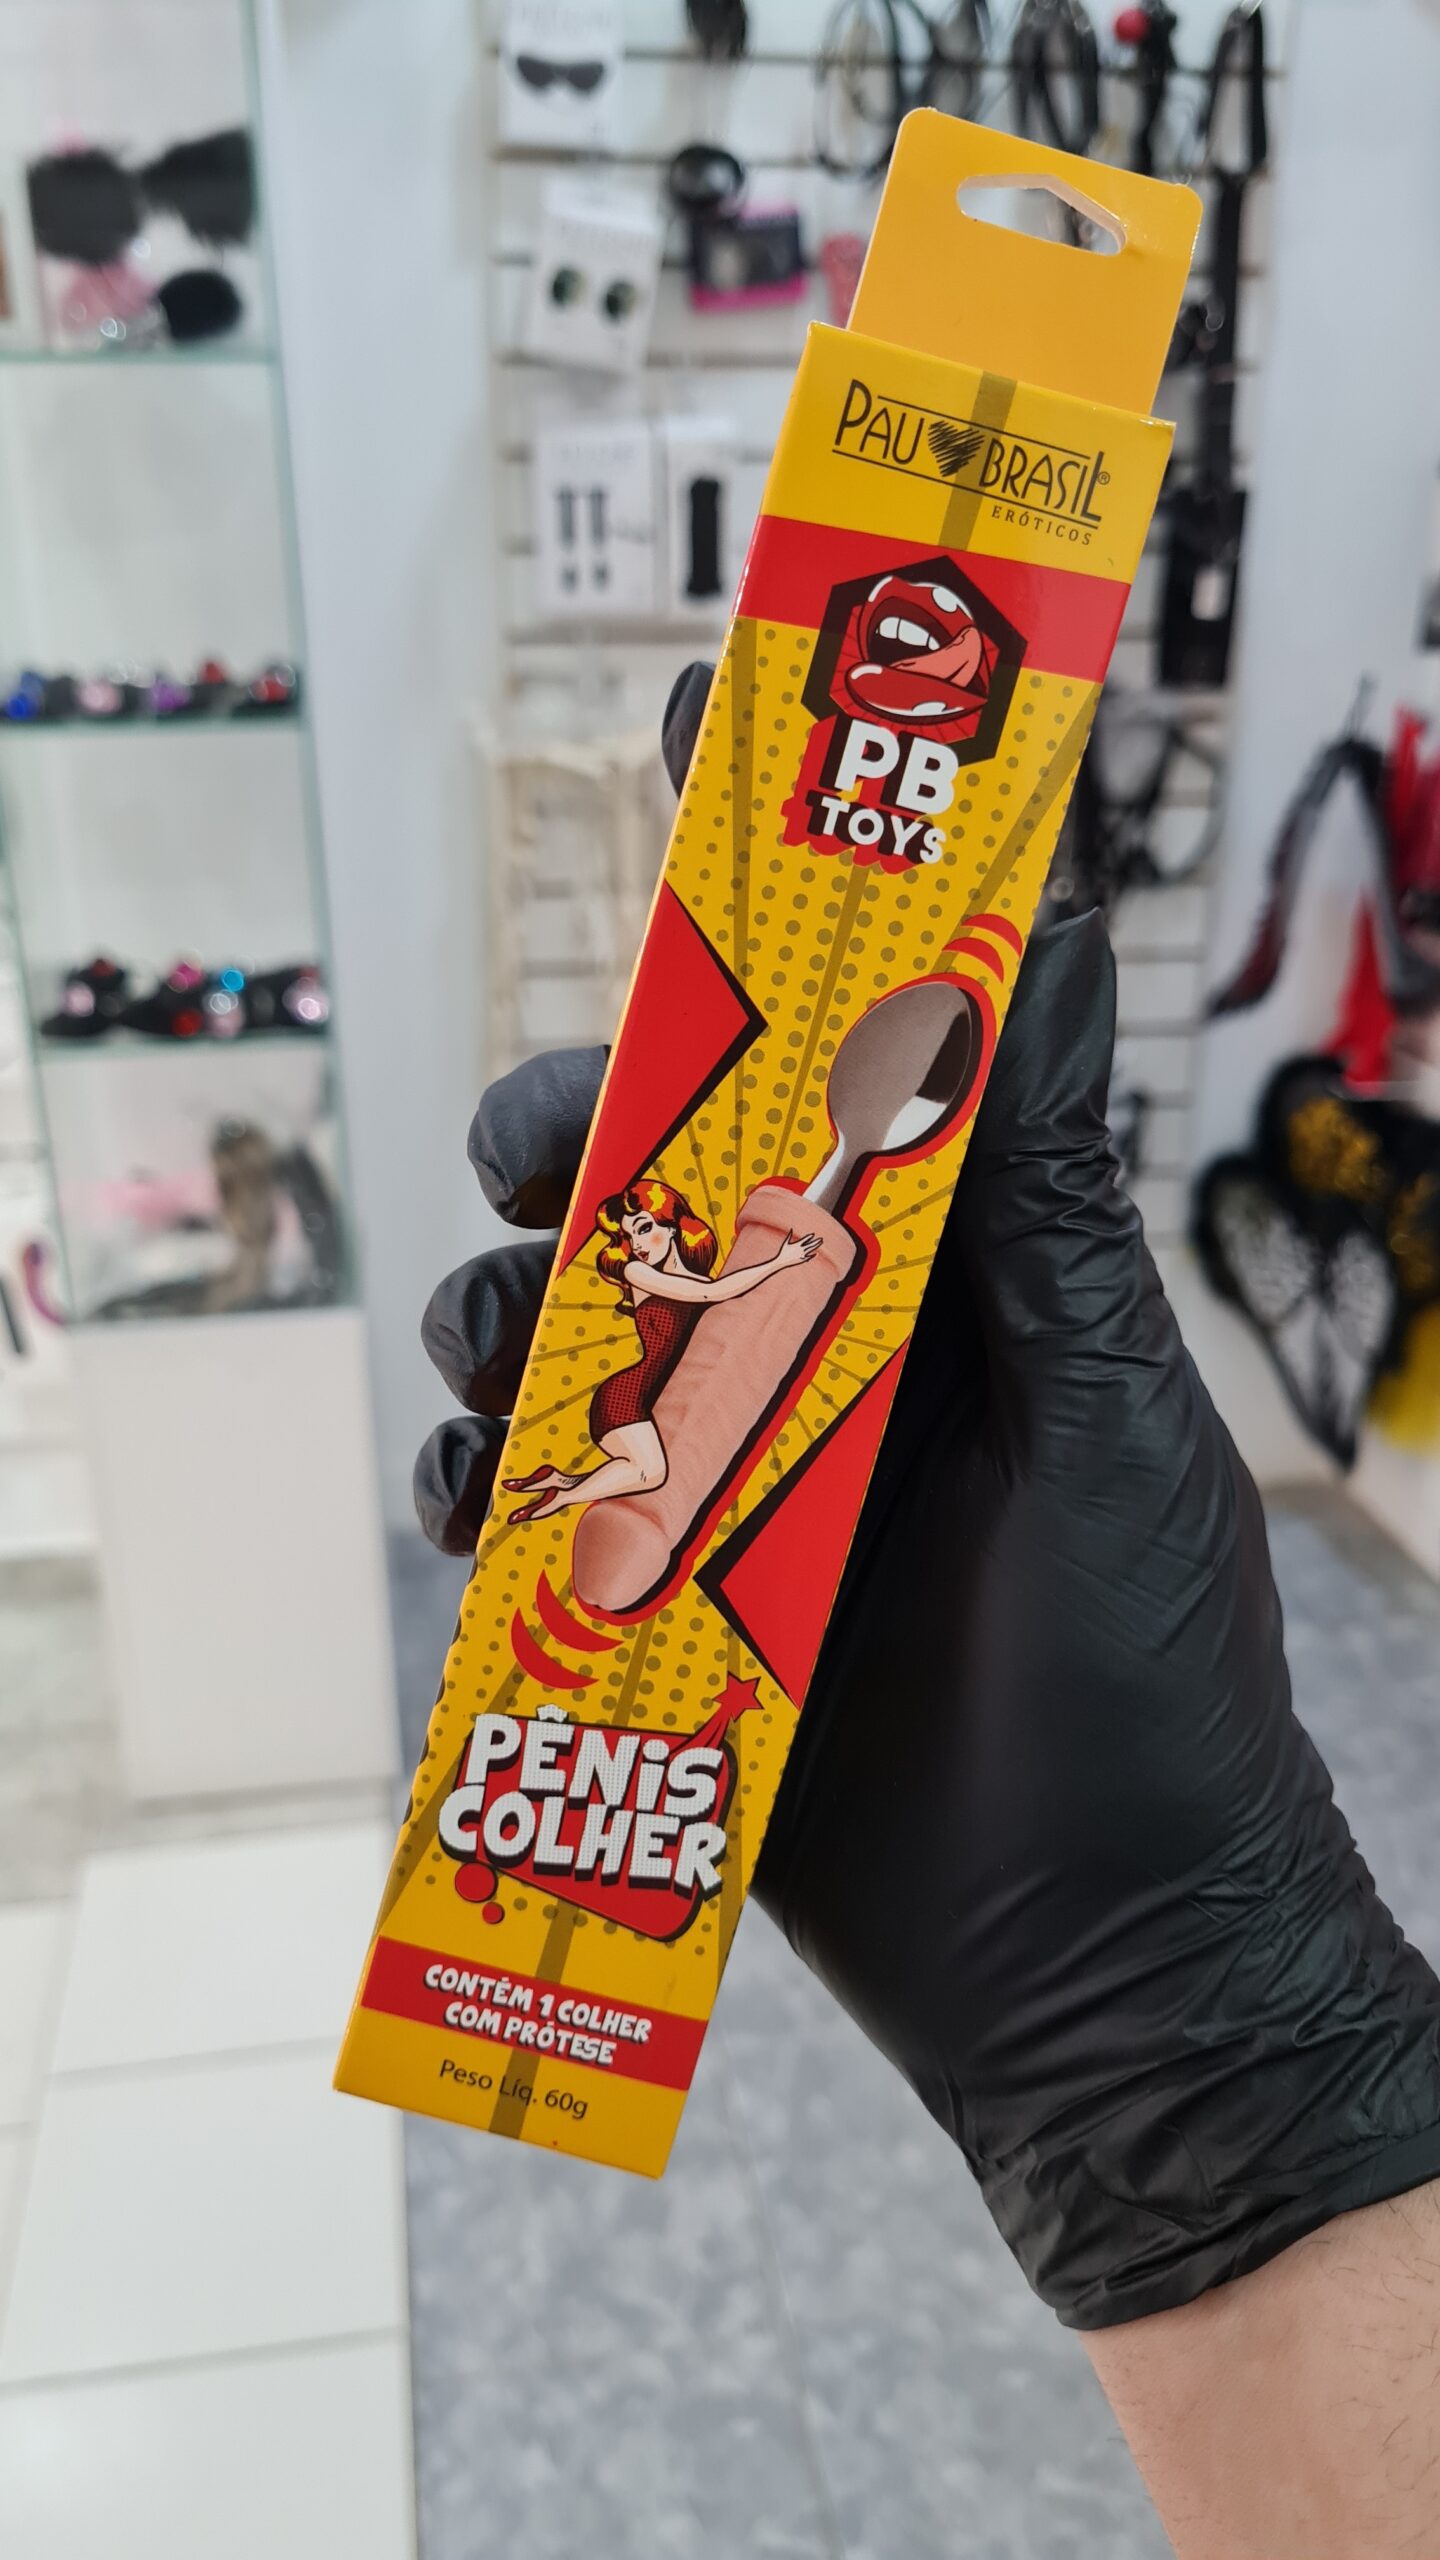 PAU BRASIL®
ERÓTICOS
PB
TOYS
PÊNiS
COLHER
CONTÉM 1 COLHER
COM PRÓTESE
Peso Líq. 60g